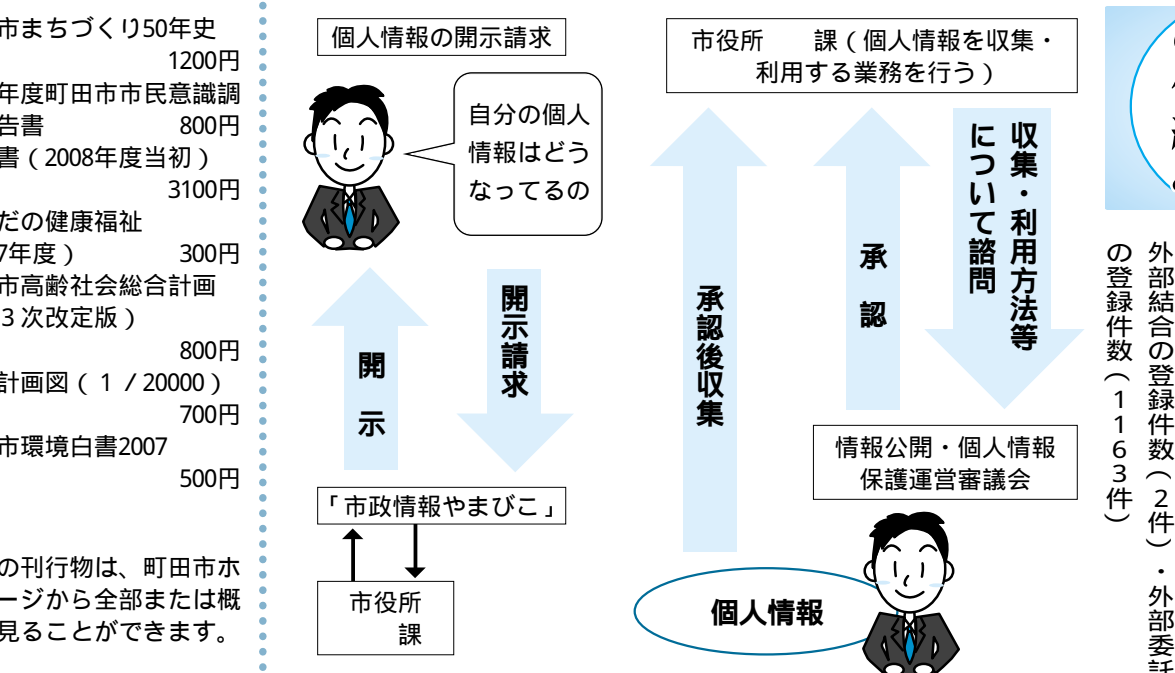 市まちづくり50年史
1200円
年度町田市市民意識調
告書 800円
書(2008年度当初)
3100円
だの健康福祉
7年度) 300円
市高齢社会総合計画
3次改定版)
800円
計画図(1/20000)
700円
市環境白書2007
500円
の刊行物は、町田市ホ
ージから全部または概
見ることができます。
個人情報の開示請求
自分の個人
情報はどう
なってるの
開示
開示請求
「市政情報やまびこ」
市役所
課
市役所 課(個人情報を収集・
利用する業務を行う)
承認後収集
承認
収集・利用方法等
について諮問
情報公開・個人情報
保護運営審議会
個人情報
外部結合の登録件数(2件)・外部委託
の登録件数(1163件)